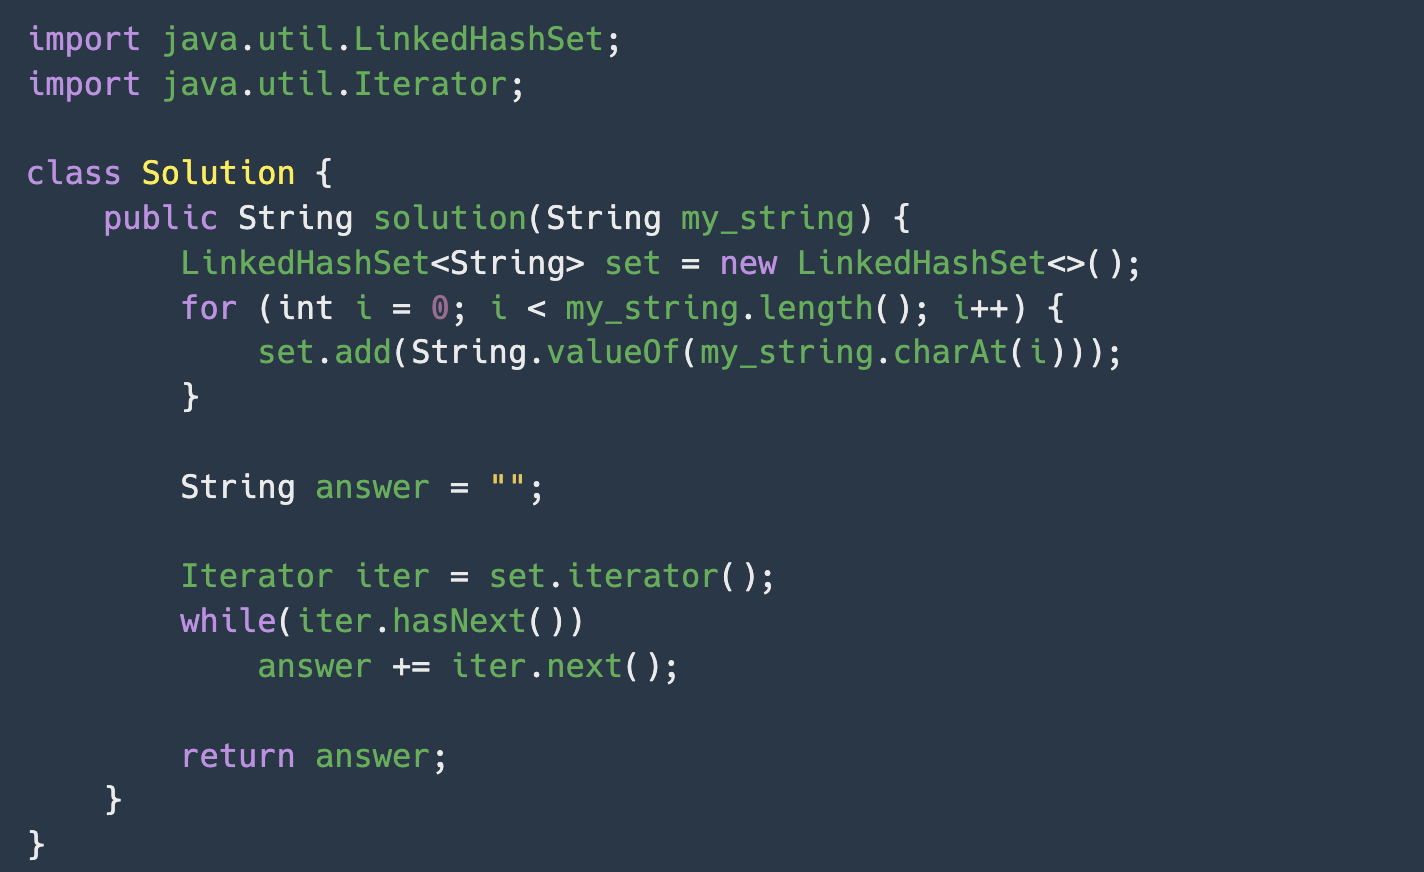 import java.util.LinkedHashSet;
import java.util.Iterator;

class Solution {
    public String solution(String my_string) {
        LinkedHashSet<String> set = new LinkedHashSet<>();
        for (int i = 0; i < my_string.length(); i++) {
            set.add(String.valueOf(my_string.charAt(i)));
        }

        String answer = "";

        Iterator iter = set.iterator();
        while(iter.hasNext())
            answer += iter.next();

        return answer;
    }
}